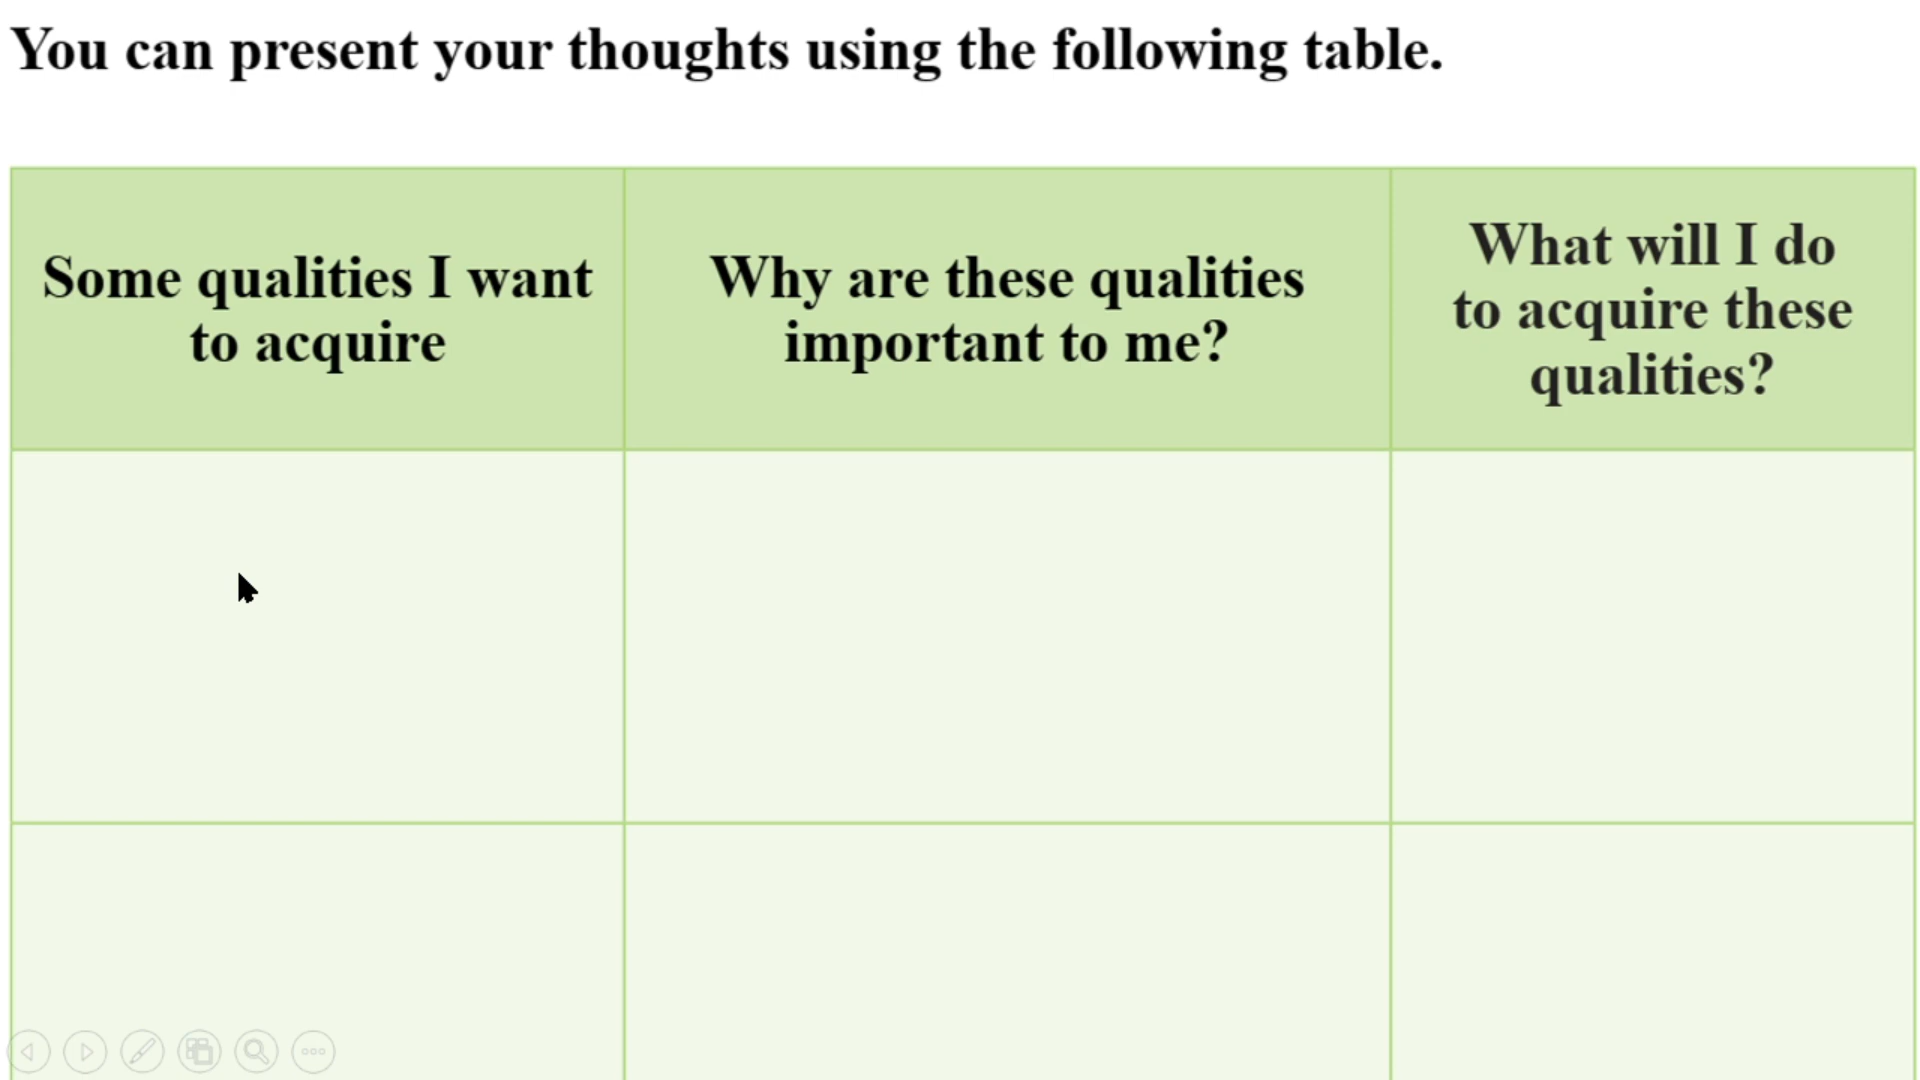 You can present your thoughts using the following table.
Some qualities I want
to acquire
Why are these qualities
important to me?
What will I do
to acquire these
qualities?